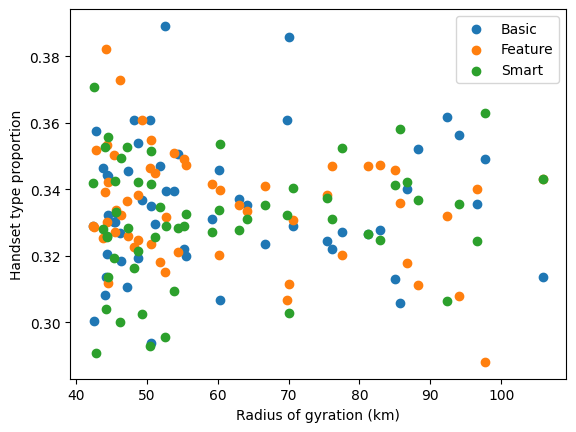 Basic
Feature
Smart
Handset type proportion
0.38
0.36
0.34
0.32
0.30
40
50
60
70
80
90
100
Radius of gyration (km)